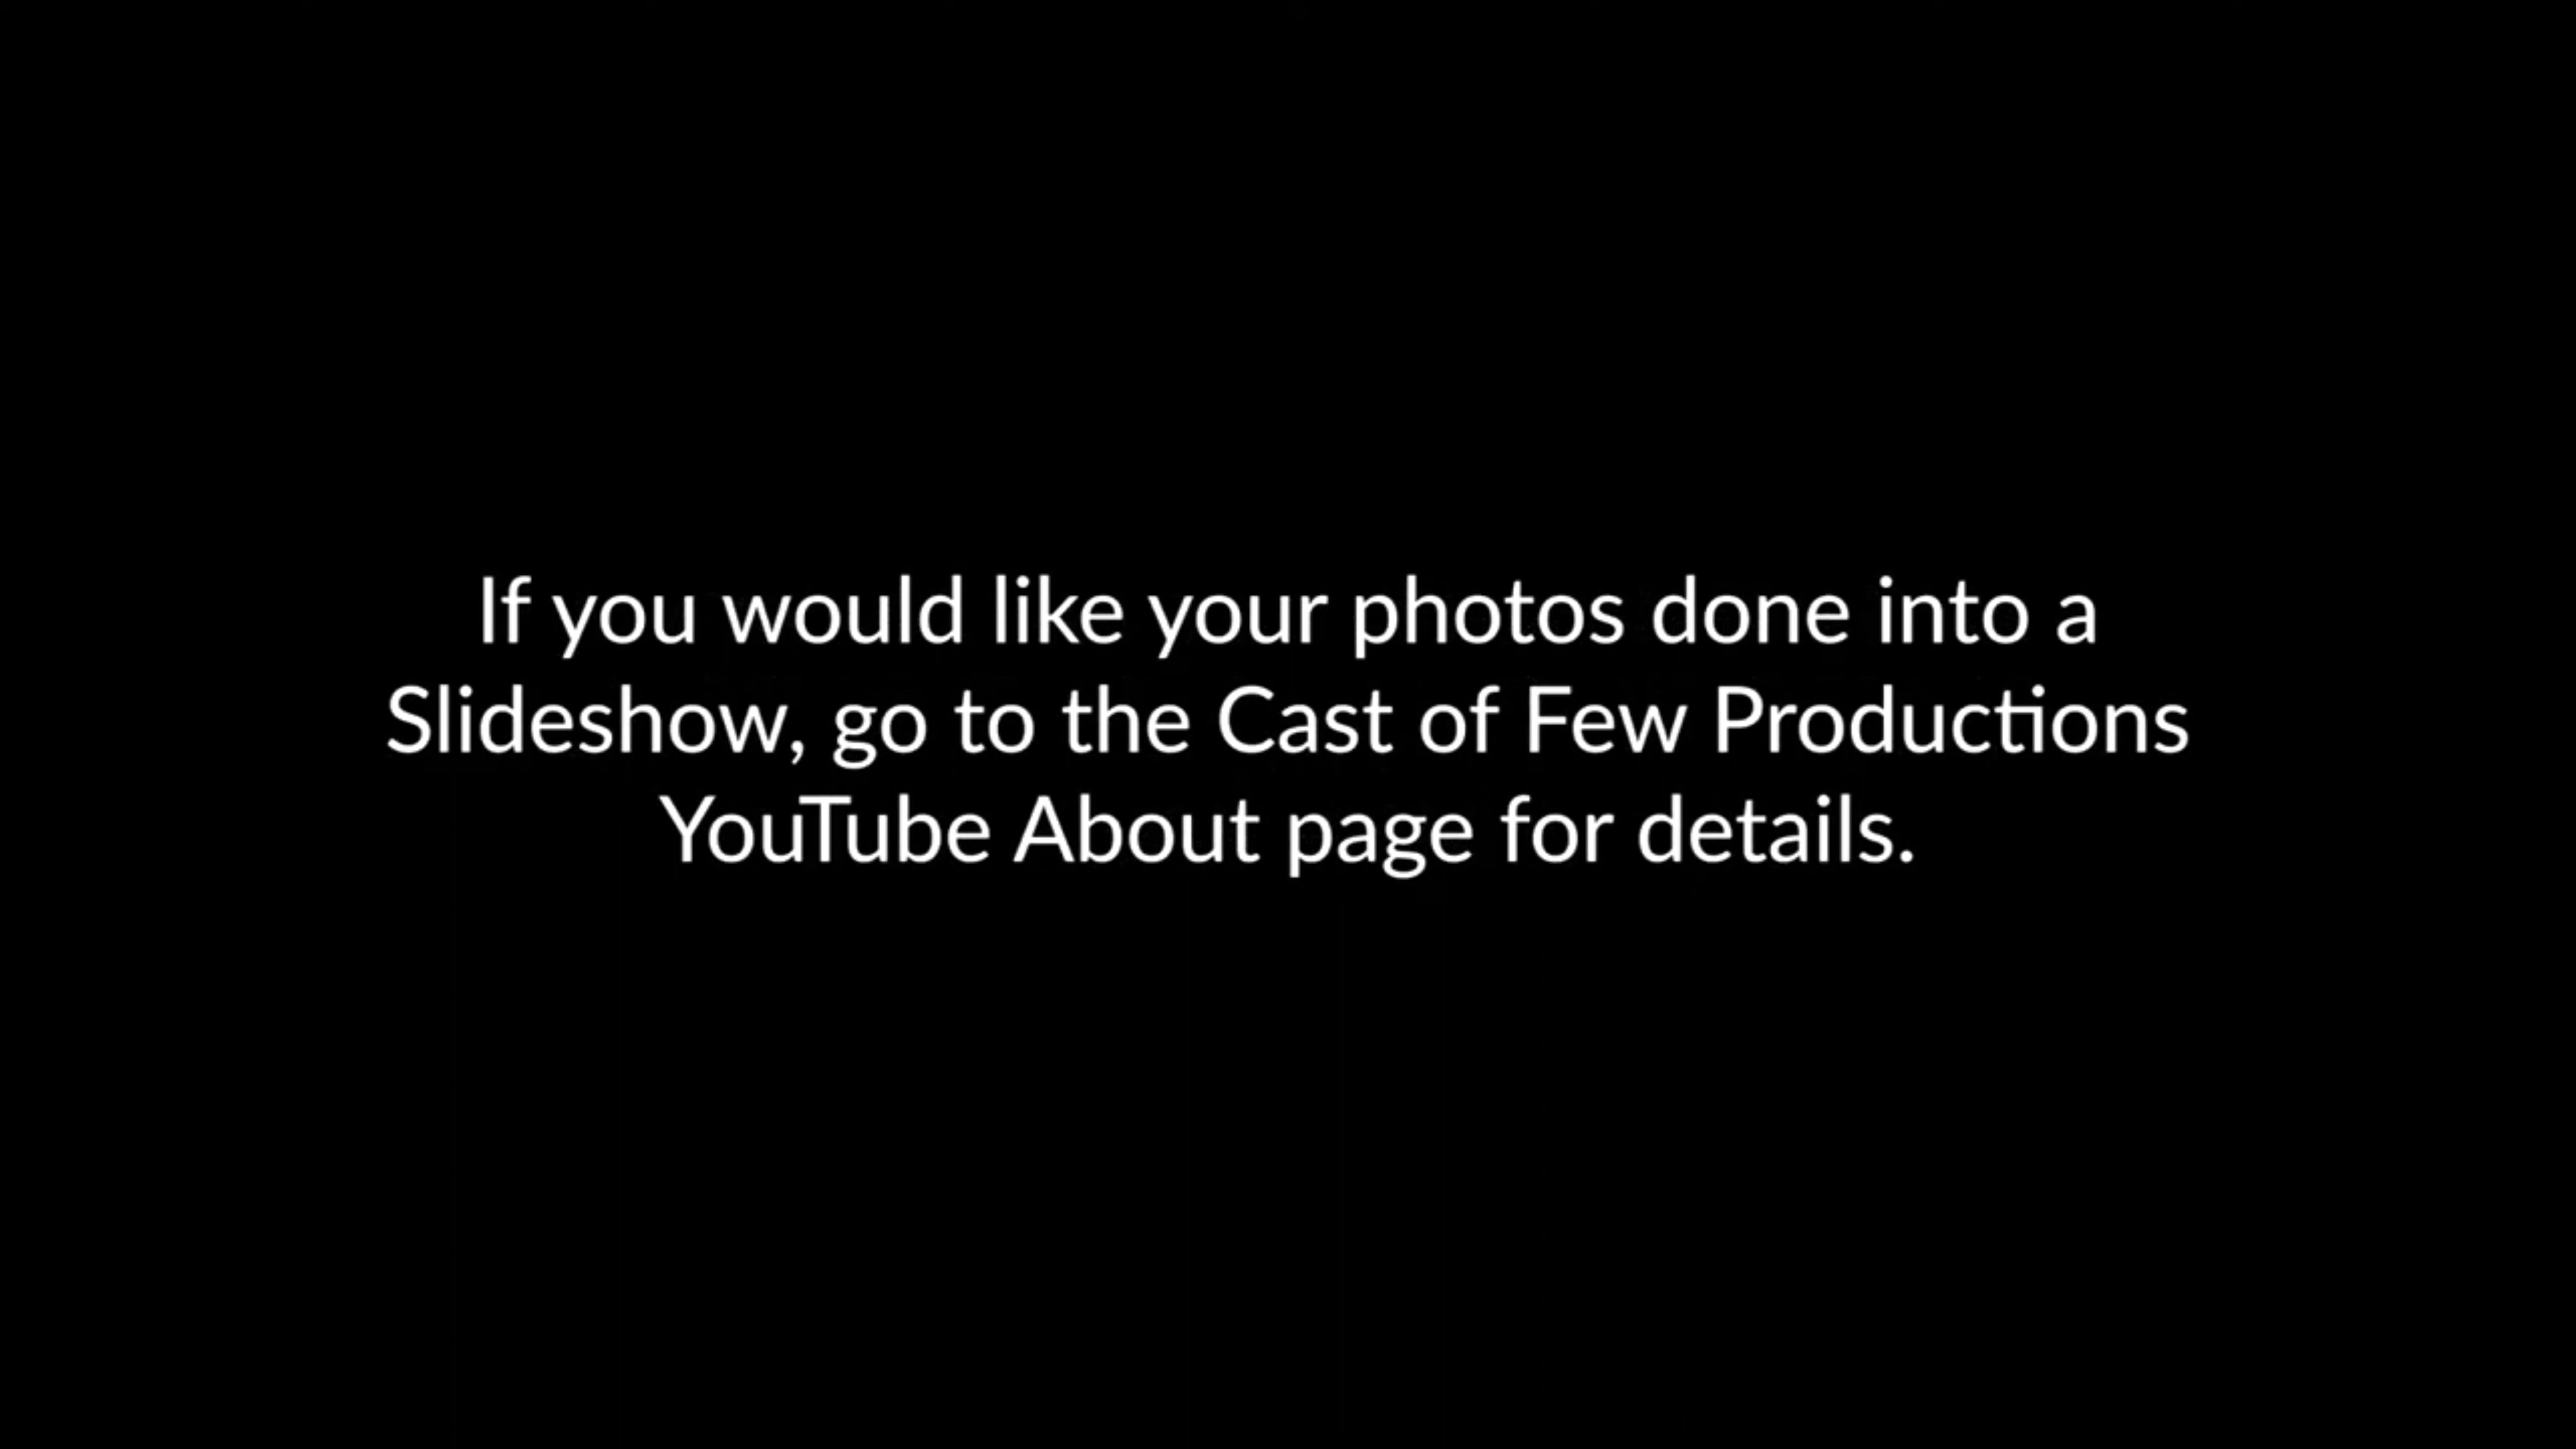 If you would like your photos done into a
Slideshow, go to the Cast of Few Productions
YouTube About page for details.